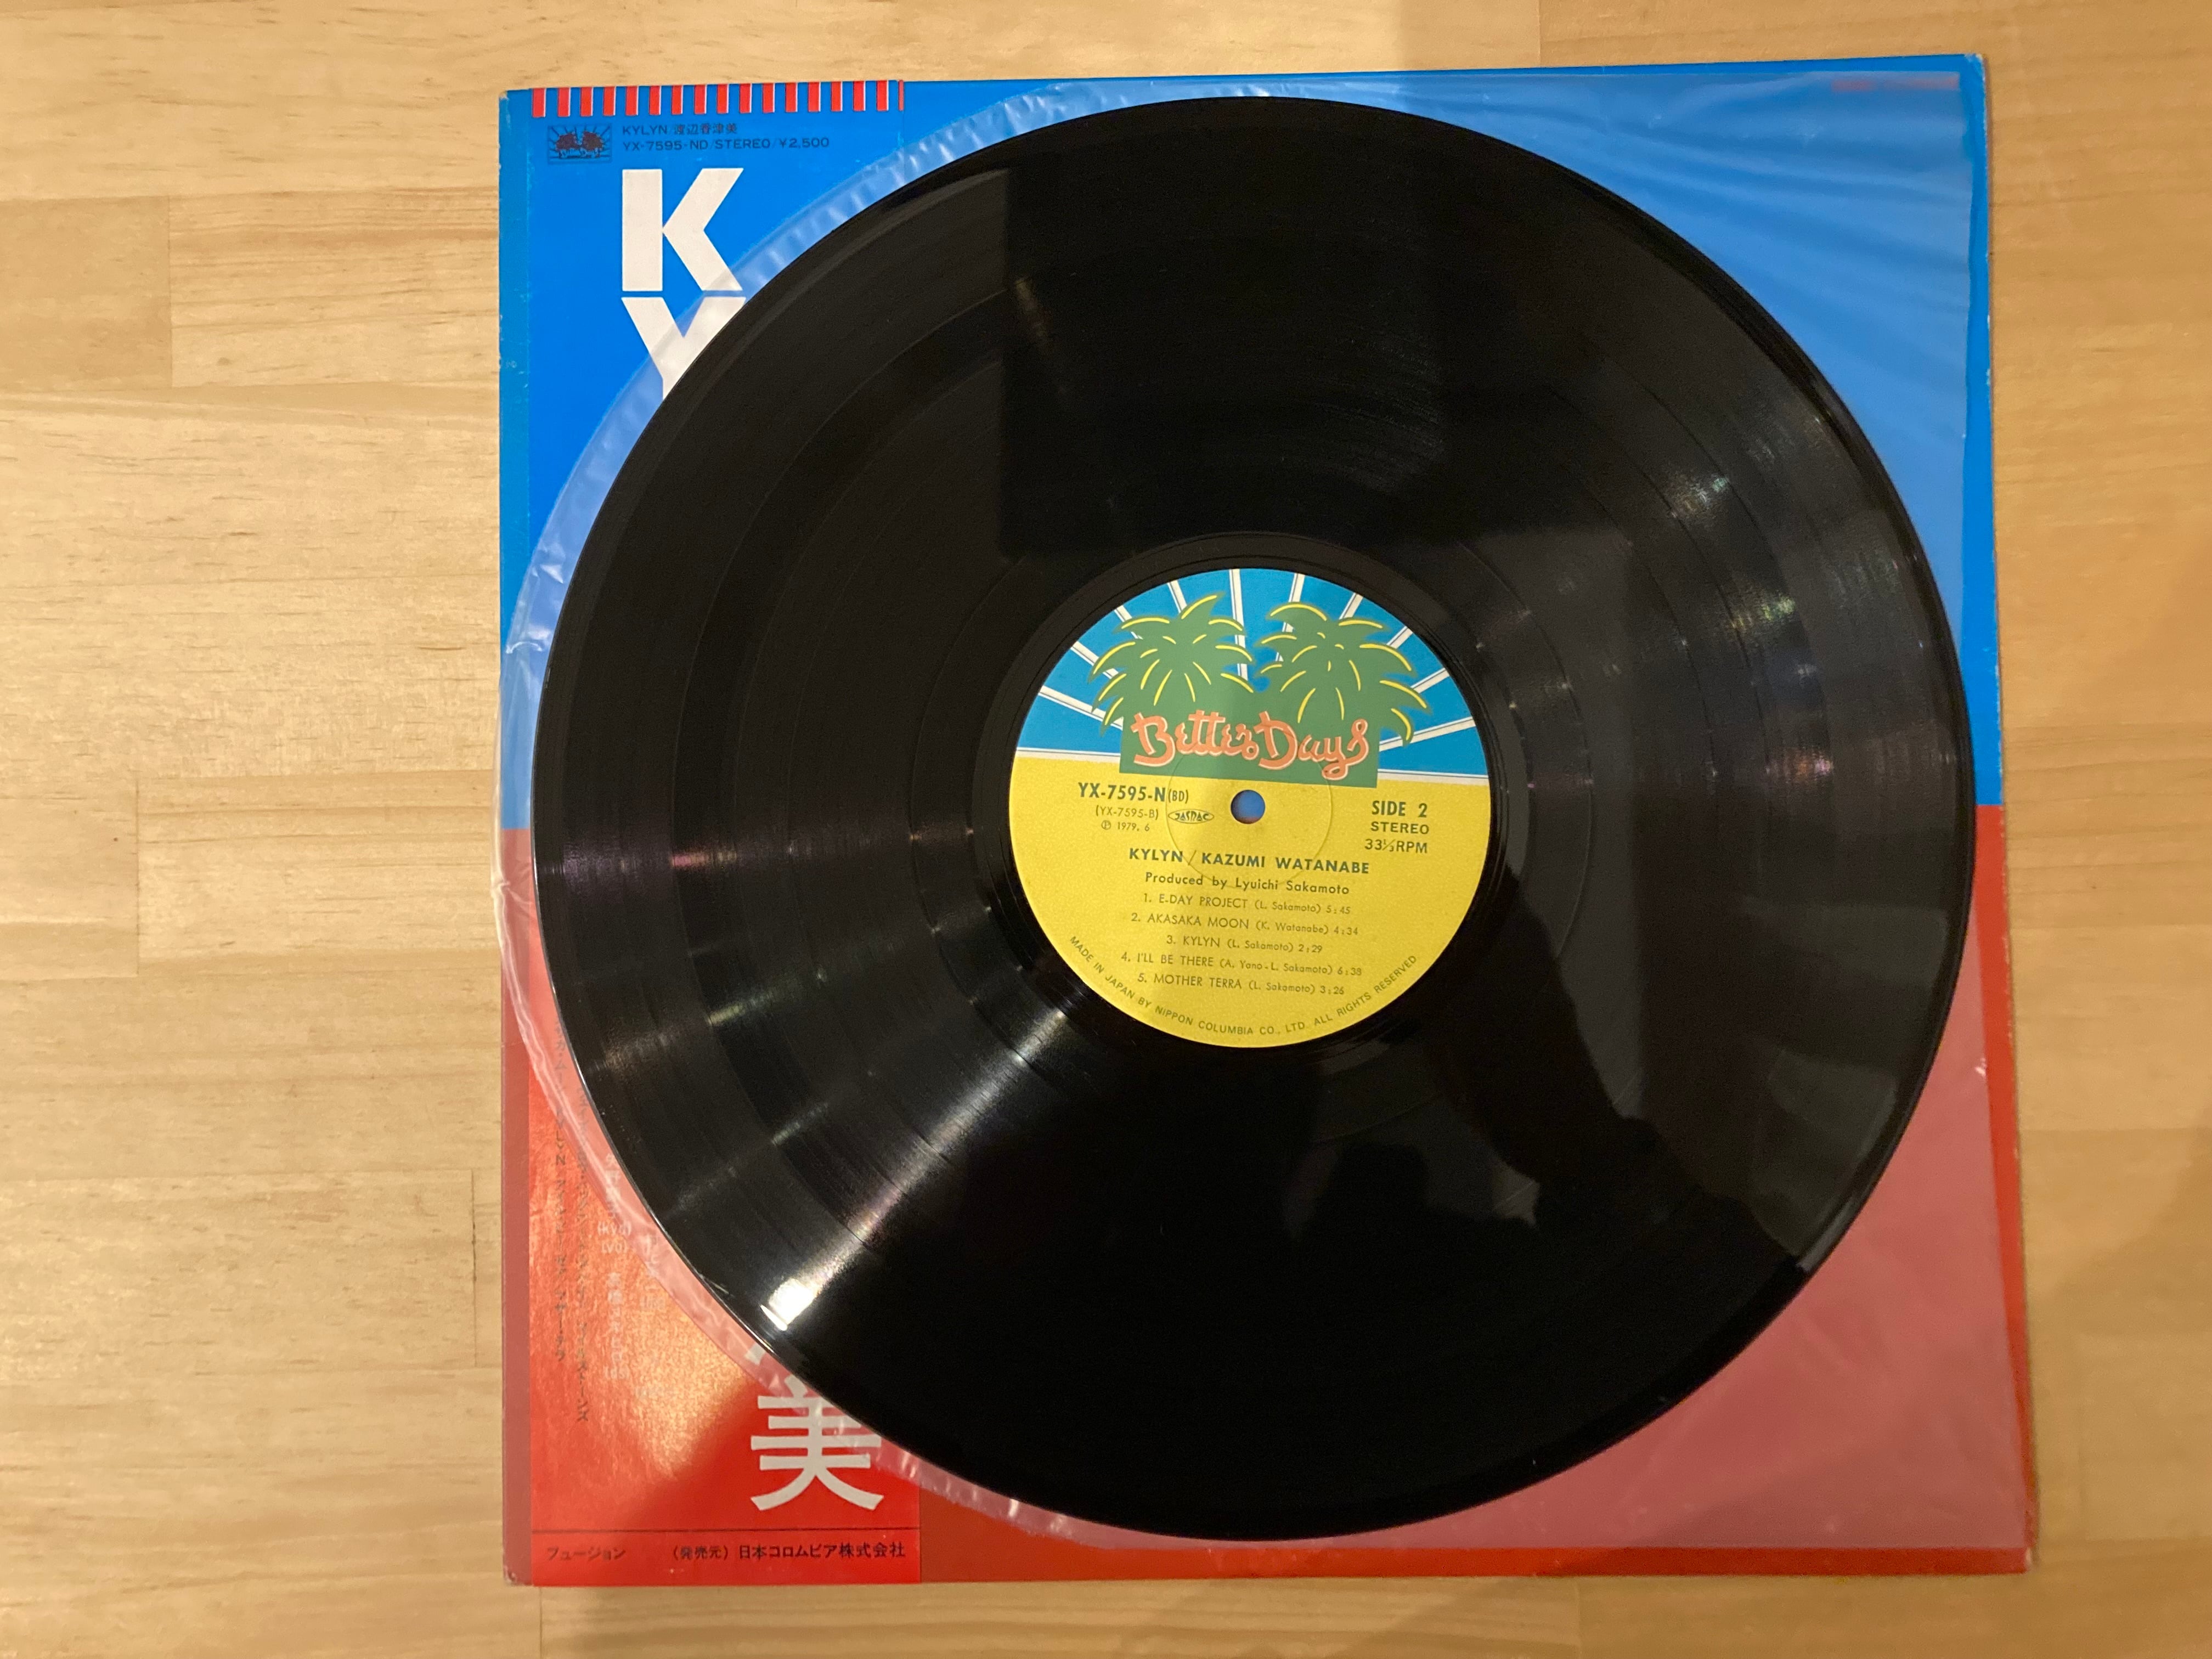 KYLYN/渡辺香津美
YX-7595-ND/STEREO/¥2,500
K
Y
Better Days
YX-7595-N(BD)
(YX-7595-B) JASRAC
Ⓟ 1979. 6
SIDE 2
STEREO
33⅓RPM
KYLYN / KAZUMI WATANABE
Produced by Lyuichi Sakamoto
1. E-DAY PROJECT (L. Sakamoto) 5:45
2. AKASAKA MOON (K. Watanabe) 4:34
3. KYLYN (L. Sakamoto) 2:29
4. I'LL BE THERE (A. Yano-L. Sakamoto) 6:38
5. MOTHER TERRA (L. Sakamoto) 3:26
MADE IN JAPAN BY NIPPON COLUMBIA CO., LTD. ALL RIGHTS RESERVED
美
フュージョン (発売元)日本コロムビア株式会社